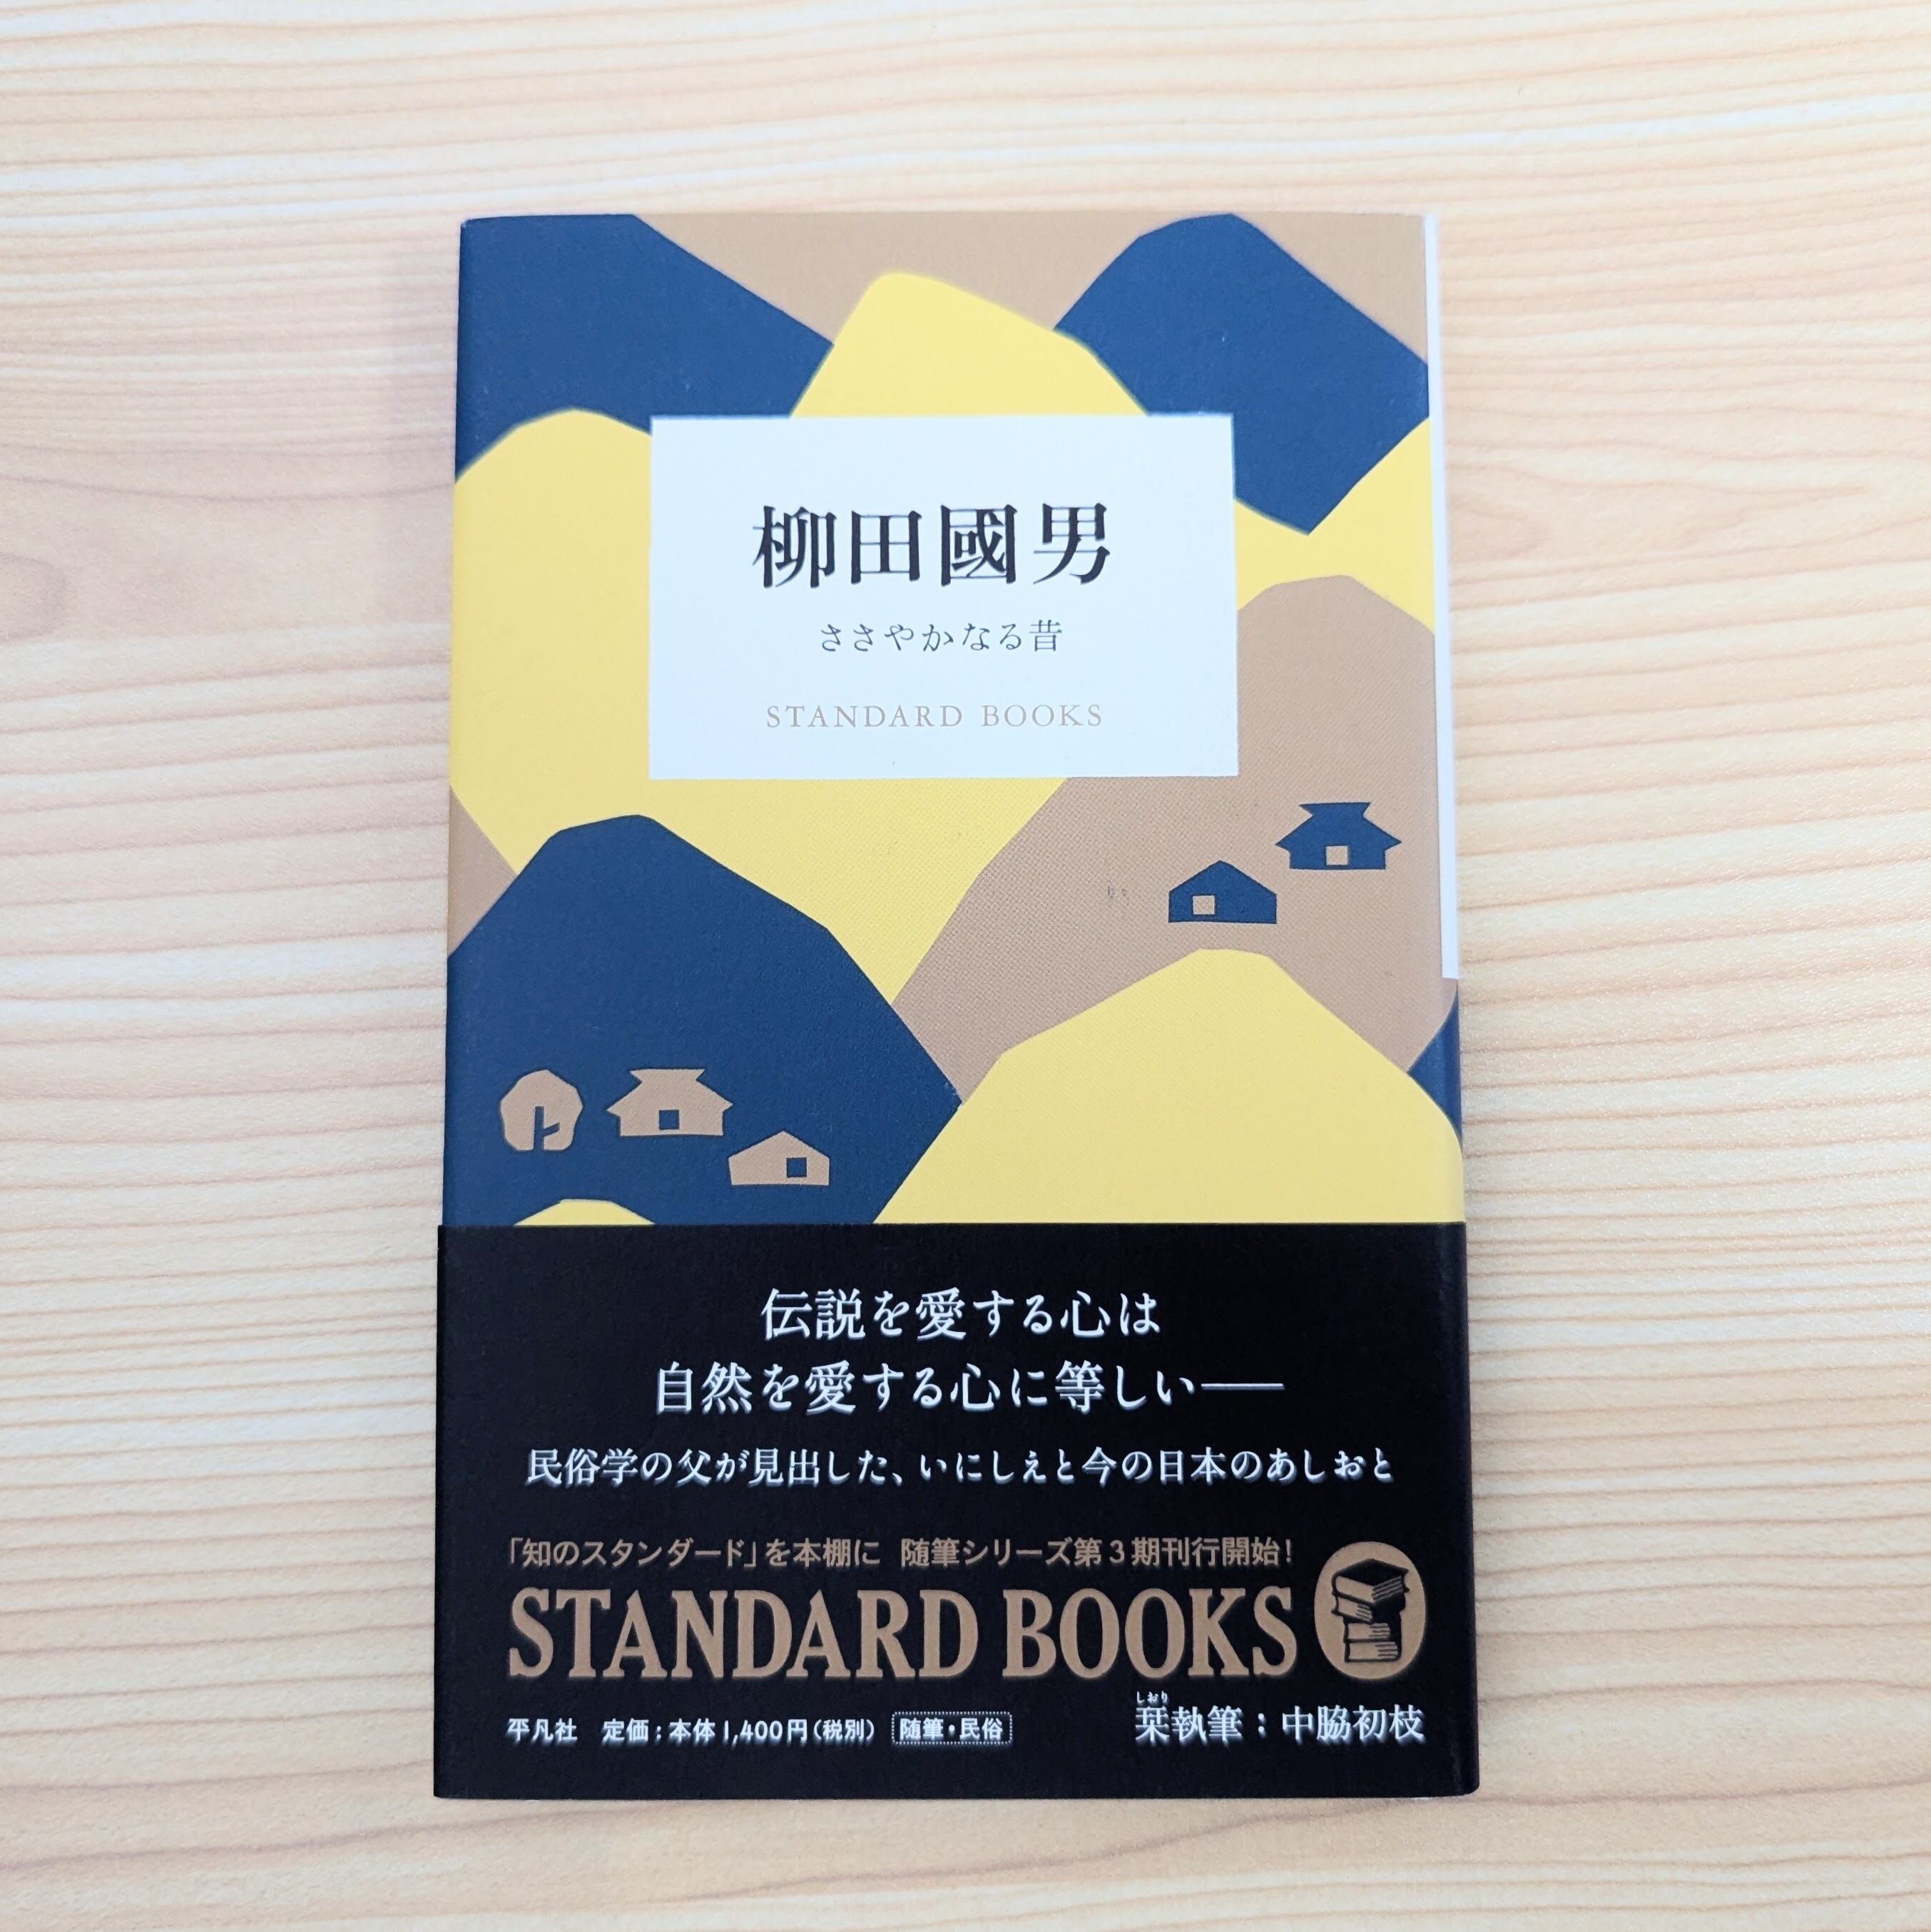 柳田國男
ささやかなる昔
STANDARD BOOKS
伝説を愛する心は
自然を愛する心に等しい——
民俗学の父が見出した、いにしえと今の日本のあしおと
「知のスタンダード」を本棚に 随筆シリーズ第3期刊行開始!
STANDARD BOOKS
平凡社 定価:本体1,400円(税別) 随筆・民俗
しおり
栞執筆:中脇初枝